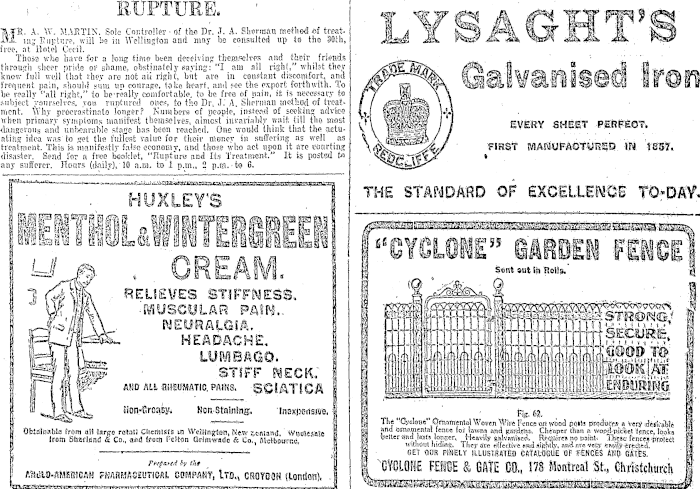 RUPTURE.
MR. A. W. MARTIN, Sole Controller of the Dr. J. A. Sherman method of treat-
ing Rupture, will be in Wellington and may be consulted up to the 30th,
free, at Hotel Cecil.
Those who have for a long time been deceiving themselves and their friends
through sheer pride or shame, obstinately saying: "I am all right," whilst they
know full well that they are not all right, but are in constant discomfort, and
frequent pain, should sum up courage, take heart, and see the expert forthwith. To
be really "all right," to be really comfortable, to be free of pain, it is necessary to
subject yourselves, you ruptured ones, to the Dr. J. A. Sherman method of treat-
ment. Why procrastinate longer? Numbers of people, instead of seeking advice
when primary symptoms manifest themselves, almost invariably wait till the most
dangerous and unbearable stage has been reached. One would think that the actu-
ating idea was to get the fullest value for their money in suffering as well as
treatment. This is manifestly false economy, and those who act upon it are courting
disaster. Send for a free booklet, "Rupture and Its Treatment." It is posted to
any sufferer. Hours (daily), 10 a.m. to 1 p.m., 2 p.m. to 6.
HUXLEY'S
MENTHOL & WINTERGREEN
CREAM.
RELIEVES STIFFNESS.
MUSCULAR PAIN.
NEURALGIA.
HEADACHE.
LUMBAGO.
STIFF NECK.
AND ALL RHEUMATIC PAINS. SCIATICA
Non-Greasy. Non-Staining. Inexpensive.
Obtainable from all large retail Chemists in Wellington, New Zealand. Wholesale
from Sharland & Co., and from Felton Grimwade & Co., Melbourne.
Prepared by the
ANGLO-AMERICAN PHARMACEUTICAL COMPANY, LTD., CROYDON (London).
LYSAGHT'S
Galvanised Iron
TRADE MARK
REDCLIFFE
EVERY SHEET PERFECT.
FIRST MANUFACTURED IN 1857.
THE STANDARD OF EXCELLENCE TO-DAY.
"CYCLONE" GARDEN FENCE
Sent out in Rolls.
STRONG,
SECURE,
GOOD TO
LOOK AT
ENDURING
Fig. 62.
The "Cyclone" Ornamental Woven Wire Fence on wood posts produces a very desirable
and ornamental fence for lawns and gardens. Cheaper than a wood picket fence, looks
better and lasts longer. Heavily galvanised. Requires no paint. These fences protect
without hiding. They are effective and sightly, and are very easily erected.
GET OUR FINELY ILLUSTRATED CATALOGUE OF FENCES AND GATES.
CYCLONE FENCE & GATE CO., 178 Montreal St., Christchurch